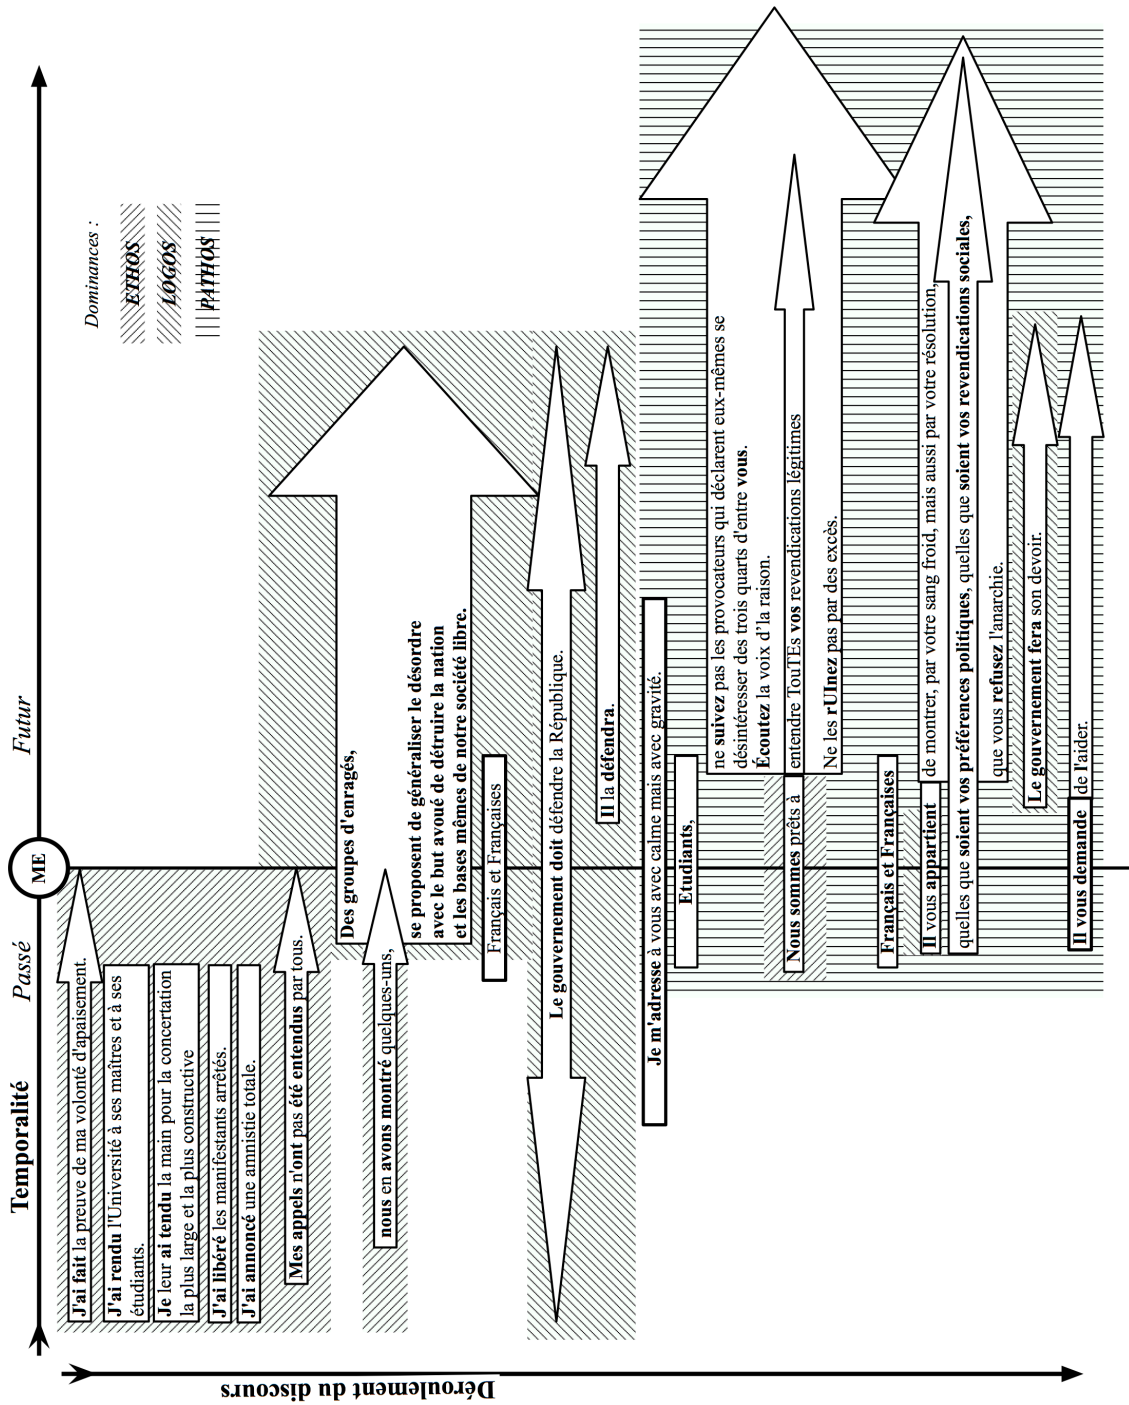 Temporalité
Passé
Futur
ME
Dominances :
ETHOS
LOGOS
PATHOS
J'ai fait la preuve de ma volonté d'apaisement.
J'ai rendu l'Université à ses maîtres et à ses
étudiants.
Je leur ai tendu la main pour la concertation
la plus large et la plus constructive
J'ai libéré les manifestants arrêtés.
J'ai annoncé une amnistie totale.
Mes appels n'ont pas été entendus par tous.
Des groupes d'enragés,
nous en avons montré quelques-uns,
se proposent de généraliser le désordre
avec le but avoué de détruire la nation
et les bases mêmes de notre société libre.
Français et Françaises
Le gouvernement doit défendre la République.
Il la défendra.
Je m'adresse à vous avec calme mais avec gravité.
Etudiants,
ne suivez pas les provocateurs qui déclarent eux-mêmes se
désintéresser des trois quarts d'entre vous.
Écoutez la voix d'la raison.
Nous sommes prêts à
entendre TouTEs vos revendications légitimes
Ne les rUInez pas par des excès.
Français et Françaises
Il vous appartient
de montrer, par votre sang froid, mais aussi par votre résolution,
quelles que soient vos préférences politiques, quelles que soient vos revendications sociales,
que vous refusez l'anarchie.
Le gouvernement fera son devoir.
Il vous demande
de l'aider.
Déroulement du discours